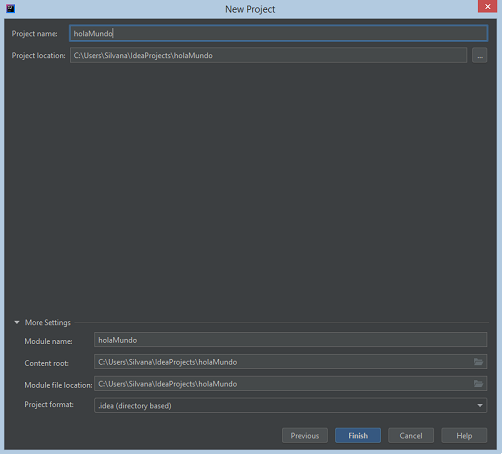 New Project
Project name: holaMundo
Project location: C:\Users\Silvana\IdeaProjects\holaMundo ...
More Settings
Module name: holaMundo
Content root: C:\Users\Silvana\IdeaProjects\holaMundo
Module file location: C:\Users\Silvana\IdeaProjects\holaMundo
Project format: .idea (directory based)
Previous Finish Cancel Help